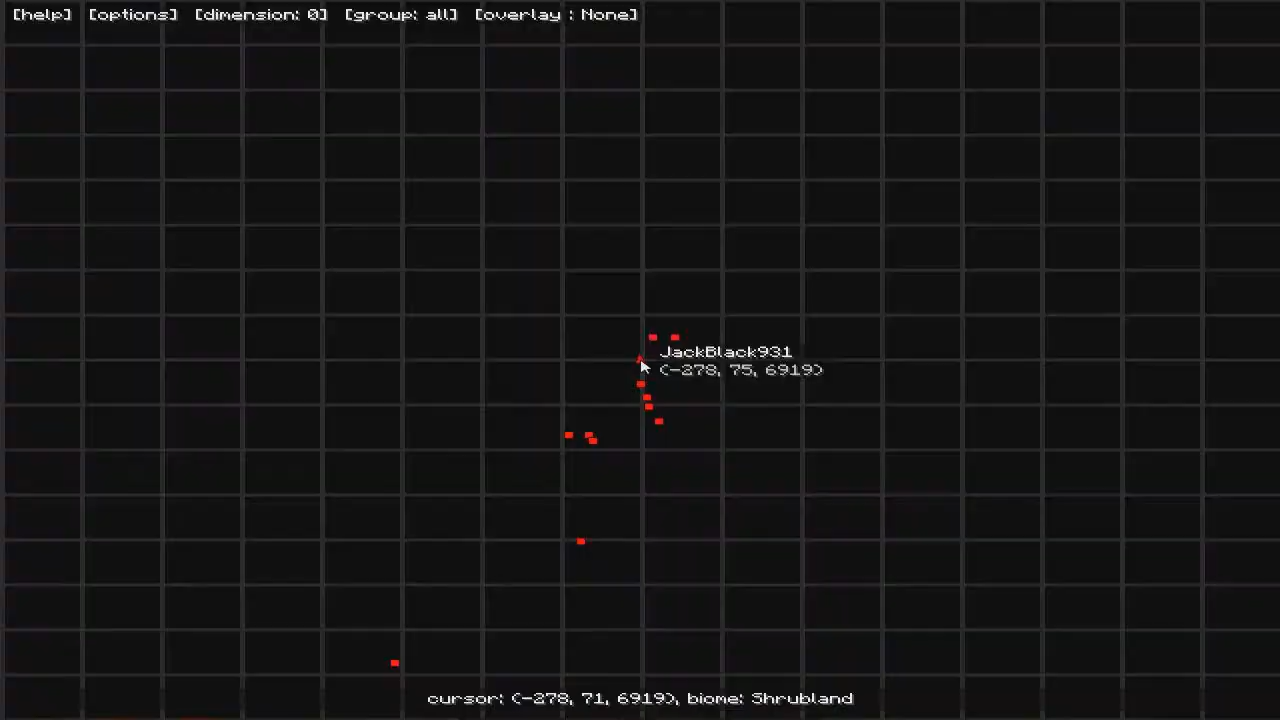 [help] [options] [dimension: 0] [group: all] [overlay : None]
JackBlack931
(-278, 75, 6919)
cursor: (-278, 71, 6919), biome: Shrubland